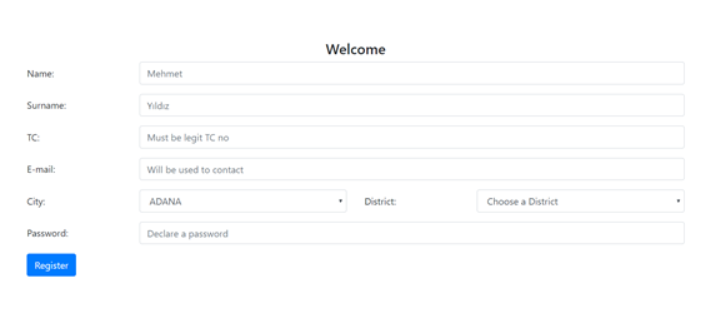 Welcome
Name: Mehmet
Surname: Yıldız
TC: Must be legit TC no
E-mail: Will be used to contact
City: ADANA District: Choose a District
Password: Declare a password
Register